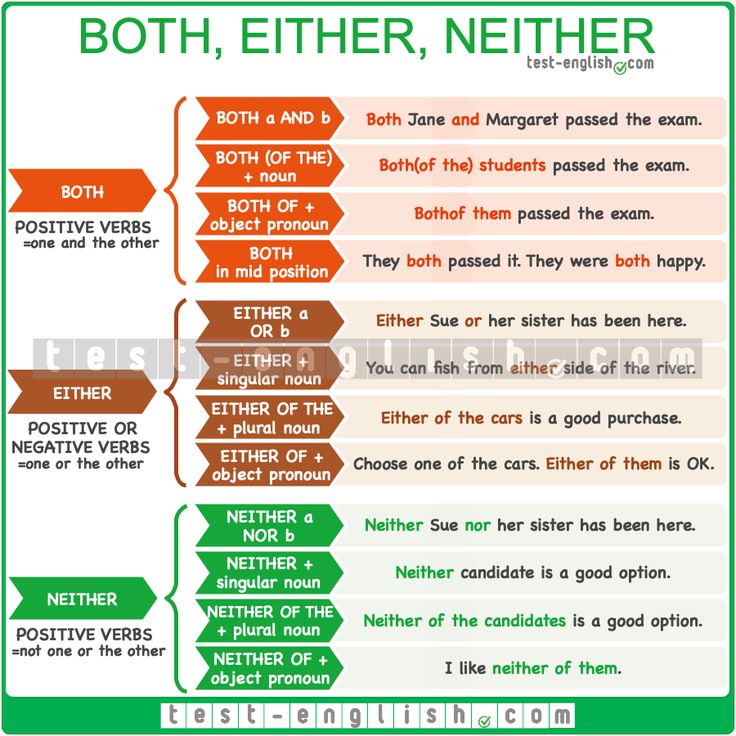 BOTH, EITHER, NEITHER
test-english.com
BOTH
POSITIVE VERBS
=one and the other
BOTH a AND b
Both Jane and Margaret passed the exam.
BOTH (OF THE)
+ noun
Both(of the) students passed the exam.
BOTH OF +
object pronoun
Bothof them passed the exam.
BOTH
in mid position
They both passed it. They were both happy.
EITHER
POSITIVE OR
NEGATIVE VERBS
=one or the other
EITHER a
OR b
Either Sue or her sister has been here.
test-english.com
EITHER +
singular noun
You can fish from either side of the river.
EITHER OF THE
+ plural noun
Either of the cars is a good purchase.
EITHER OF +
object pronoun
Choose one of the cars. Either of them is OK.
NEITHER
POSITIVE VERBS
=not one or the other
NEITHER a
NOR b
Neither Sue nor her sister has been here.
NEITHER +
singular noun
Neither candidate is a good option.
NEITHER OF THE
+ plural noun
Neither of the candidates is a good option.
NEITHER OF +
object pronoun
I like neither of them.
test-english.com